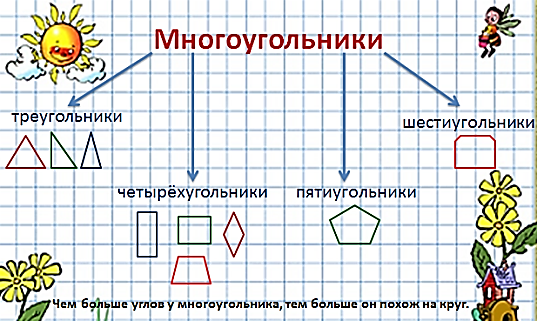 Многоугольники
треугольники
шестиугольники
четырёхугольники
пятиугольники
Чем больше углов у многоугольника, тем больше он похож на круг.